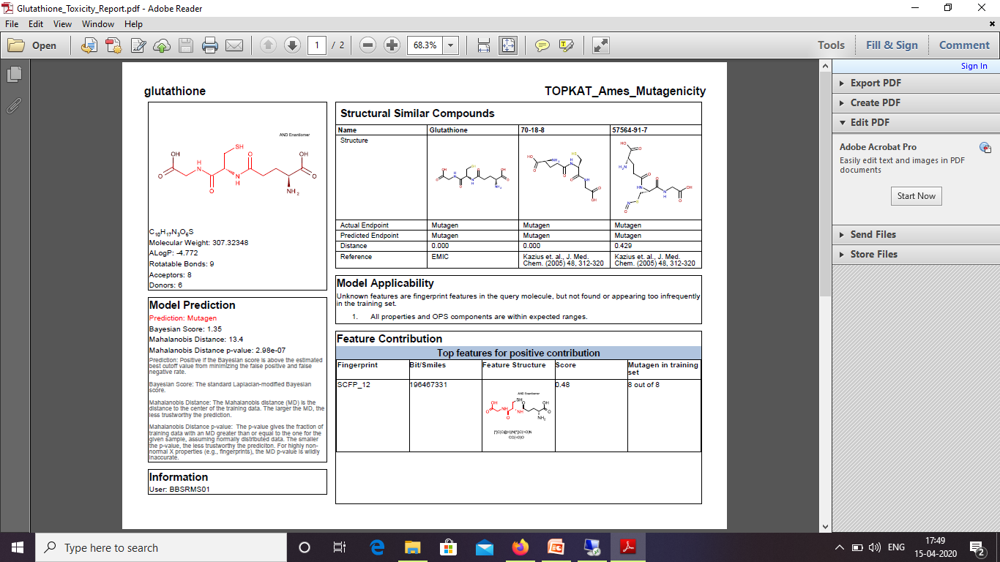 Glutathione_Toxicity_Report.pdf - Adobe Reader
File Edit View Window Help
Open
1 / 2
68.3%
Tools
Fill & Sign
Comment
Sign In
Export PDF
Create PDF
Edit PDF
Adobe Acrobat Pro
Easily edit text and images in PDF
documents
Start Now
Send Files
Store Files
glutathione
TOPKAT_Ames_Mutagenicity
AND Enantiomer
OH
O
H
N
O
SH
N
H
O
OH
O
NH2
C10H17N3O6S
Molecular Weight: 307.32348
ALogP: -4.772
Rotatable Bonds: 9
Acceptors: 8
Donors: 6
Model Prediction
Prediction: Mutagen
Bayesian Score: 1.35
Mahalanobis Distance: 13.4
Mahalanobis Distance p-value: 2.98e-07
Prediction: Positive if the Bayesian score is above the estimated
best cutoff value from minimizing the false positive and false
negative rate.
Bayesian Score: The standard Laplacian-modified Bayesian
score.
Mahalanobis Distance: The Mahalanobis distance (MD) is the
distance to the center of the training data. The larger the MD, the
less trustworthy the prediction.
Mahalanobis Distance p-value: The p-value gives the fraction of
training data with an MD greater than or equal to the one for the
given sample, assuming normally distributed data. The smaller
the p-value, the less trustworthy the prediciton. For highly non-
normal X properties (e.g., fingerprints), the MD p-value is wildly
inaccurate.
Information
User: BBSRMS01
Structural Similar Compounds
Name Glutathione 70-18-8 57564-91-7
Structure
Actual Endpoint Mutagen Mutagen Mutagen
Predicted Endpoint Mutagen Mutagen Mutagen
Distance 0.000 0.000 0.429
Reference EMIC Kazius et. al., J. Med. Kazius et. al., J. Med.
Chem. (2005) 48, 312-320 Chem. (2005) 48, 312-320
Model Applicability
Unknown features are fingerprint features in the query molecule, but not found or appearing too infrequently
in the training set.
1. All properties and OPS components are within expected ranges.
Feature Contribution
Top features for positive contribution
Fingerprint Bit/Smiles Feature Structure Score Mutagen in training
set
SCFP_12 196467331 0.48 8 out of 8
AND Enantiomer
CC(=O)O
Type here to search
ENG
17:49
15-04-2020
2